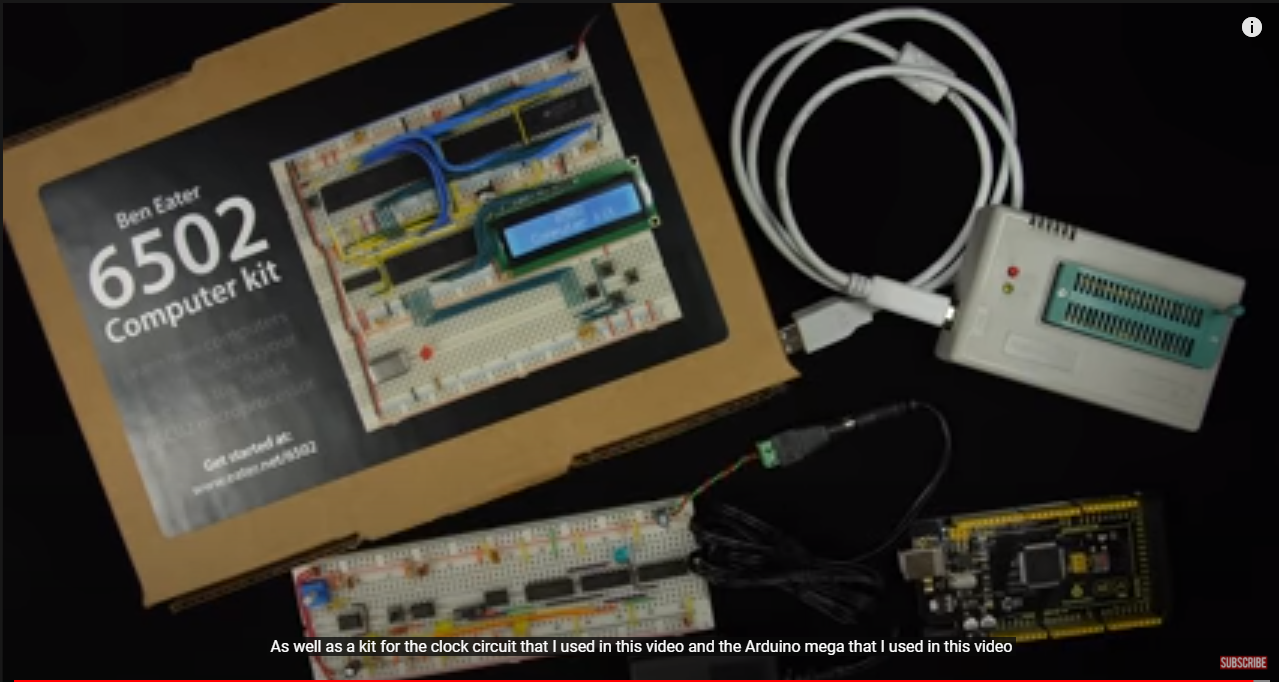 Ben Eater
6502
Computer kit
Get started at:
www.eater.net/6502
As well as a kit for the clock circuit that I used in this video and the Arduino mega that I used in this video
SUBSCRIBE